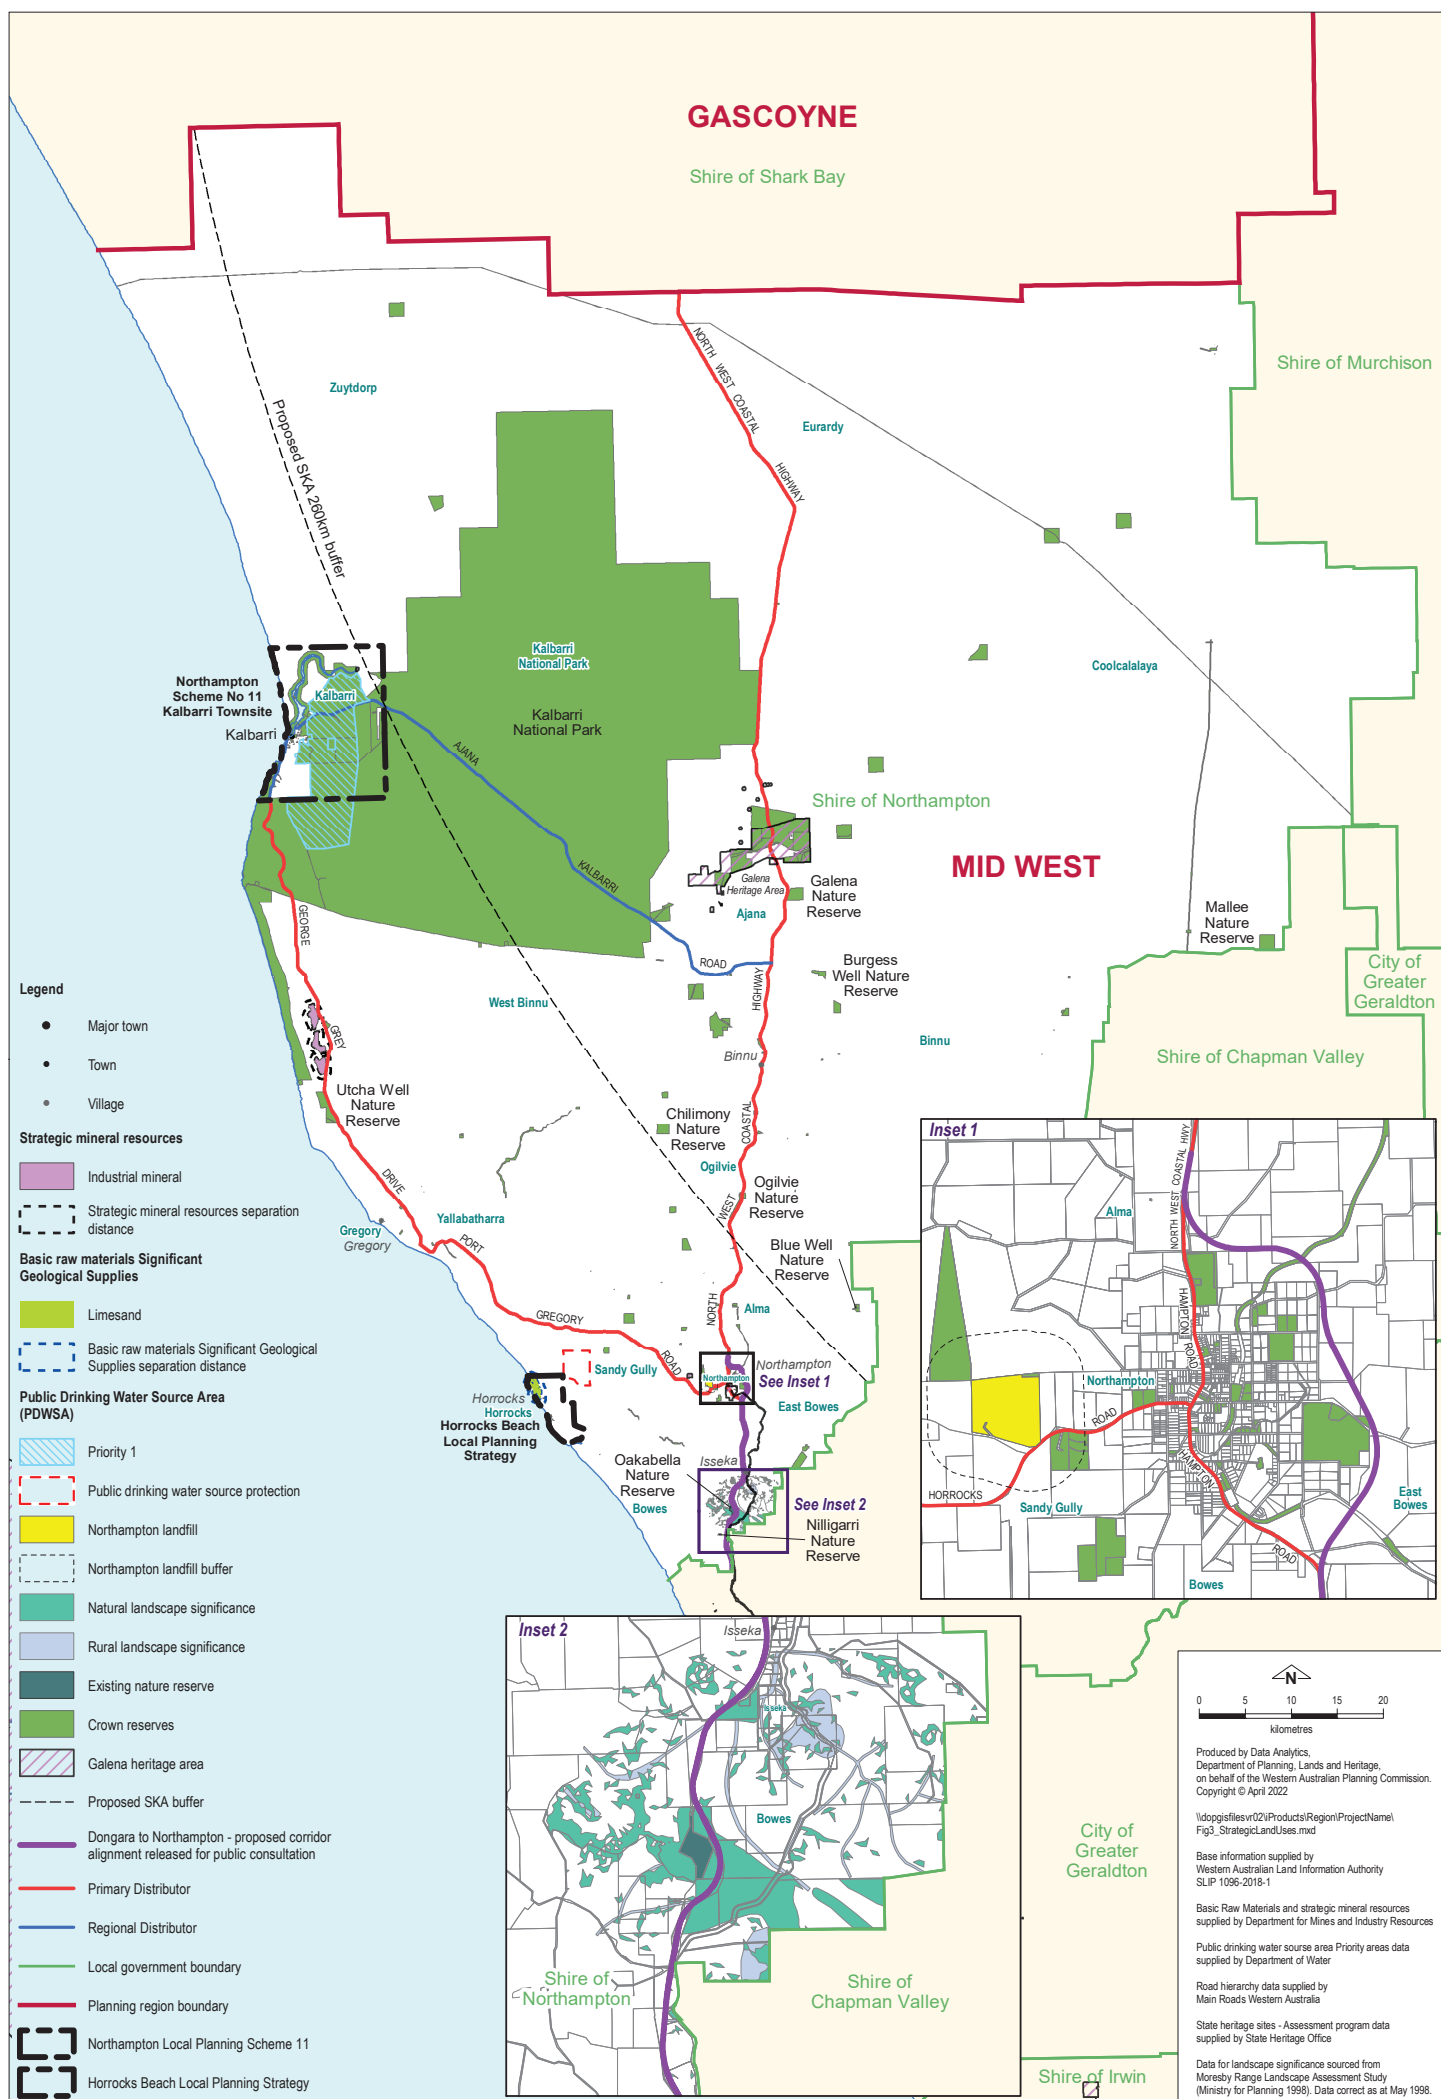 GASCOYNE
Shire of Shark Bay
Shire of Murchison
Zuytdorp
Eurardy
NORTH WEST COASTAL
HIGHWAY
Proposed SKA 260km buffer
Kalbarri
National Park
Coolcalalaya
Northampton
Scheme No 11
Kalbarri Townsite
Kalbarri
Kalbarri
Kalbarri
National Park
AJANA
KALBARRI
ROAD
Shire of Northampton
MID WEST
Galena
Heritage Area
Galena
Nature
Reserve
Ajana
Mallee
Nature
Reserve
City of
Greater
Geraldton
GEORGE
GREY
DRIVE
HIGHWAY
Burgess
Well Nature
Reserve
West Binnu
Binnu
Binnu
Shire of Chapman Valley
Utcha Well
Nature
Reserve
Chilimony
Nature
Reserve
COASTAL
WEST
NORTH
Ogilvie
Ogilvie
Nature
Reserve
Gregory
Gregory
Yallabatharra
PORT
GREGORY
ROAD
Blue Well
Nature
Reserve
Alma
Sandy Gully
Northampton
Northampton
See Inset 1
East Bowes
Horrocks
Horrocks
Horrocks Beach
Local Planning
Strategy
Isseka
Oakabella
Nature
Reserve
Bowes
See Inset 2
Nilligarri
Nature
Reserve
Legend
Major town
Town
Village
Strategic mineral resources
Industrial mineral
Strategic mineral resources separation
distance
Basic raw materials Significant
Geological Supplies
Limesand
Basic raw materials Significant Geological
Supplies separation distance
Public Drinking Water Source Area
(PDWSA)
Priority 1
Public drinking water source protection
Northampton landfill
Northampton landfill buffer
Natural landscape significance
Rural landscape significance
Existing nature reserve
Crown reserves
Galena heritage area
Proposed SKA buffer
Dongara to Northampton - proposed corridor
alignment released for public consultation
Primary Distributor
Regional Distributor
Local government boundary
Planning region boundary
Northampton Local Planning Scheme 11
Horrocks Beach Local Planning Strategy
Inset 1
NORTH WEST COASTAL HWY
Alma
HAMPTON ROAD
Northampton
ROAD
HORROCKS
HAMPTON
ROAD
Sandy Gully
East
Bowes
Bowes
Inset 2
Isseka
Isseka
Bowes
Shire of
Northampton
Shire of
Chapman Valley
City of
Greater
Geraldton
Shire of Irwin
N
0 5 10 15 20
kilometres
Produced by Data Analytics,
Department of Planning, Lands and Heritage,
on behalf of the Western Australian Planning Commission.
Copyright © April 2022
\\dopgisfilesvr02\iProducts\Region\ProjectName\
Fig3_StrategicLandUses.mxd
Base information supplied by
Western Australian Land Information Authority
SLIP 1096-2018-1
Basic Raw Materials and strategic mineral resources
supplied by Department for Mines and Industry Resources
Public drinking water sourse area Priority areas data
supplied by Department of Water
Road hierarchy data supplied by
Main Roads Western Australia
State heritage sites - Assessment program data
supplied by State Heritage Office
Data for landscape significance sourced from
Moresby Range Landscape Assessment Study
(Ministry for Planning 1998). Data correct as at May 1998.